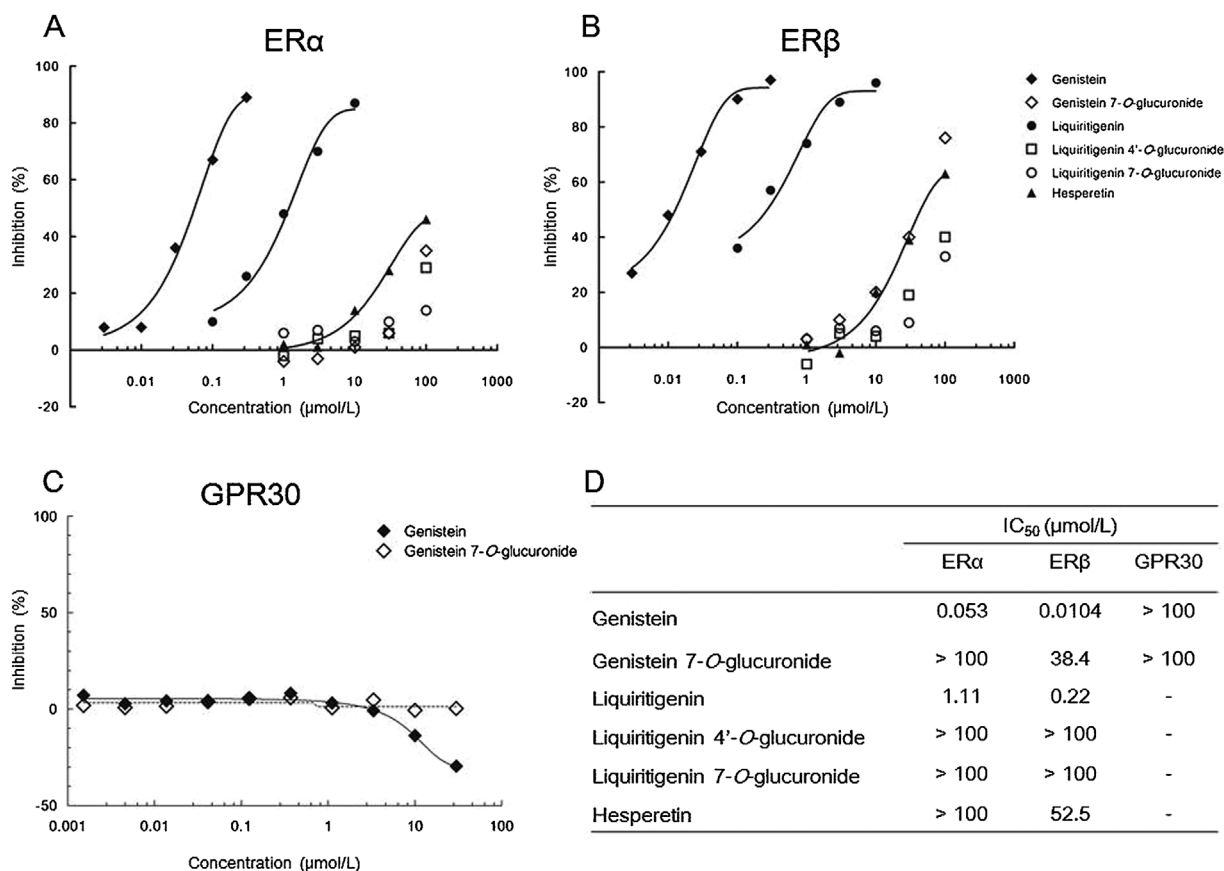 A
ERα
100
80
60
40
20
0
-20
Inhibition (%)
0.01
0.1
1
10
100
1000
Concentration (μmol/L)
B
ERβ
100
80
60
40
20
0
-20
Inhibition (%)
0.01
0.1
1
10
100
1000
Concentration (μmol/L)
Genistein
Genistein 7-O-glucuronide
Liquiritigenin
Liquiritigenin 4'-O-glucuronide
Liquiritigenin 7-O-glucuronide
Hesperetin
C
GPR30
100
50
0
-50
Inhibition (%)
0.001
0.01
0.1
1
10
100
Concentration (μmol/L)
Genistein
Genistein 7-O-glucuronide
D
IC50 (μmol/L)
ERα ERβ GPR30
Genistein 0.053 0.0104 > 100
Genistein 7-O-glucuronide > 100 38.4 > 100
Liquiritigenin 1.11 0.22 -
Liquiritigenin 4'-O-glucuronide > 100 > 100 -
Liquiritigenin 7-O-glucuronide > 100 > 100 -
Hesperetin > 100 52.5 -